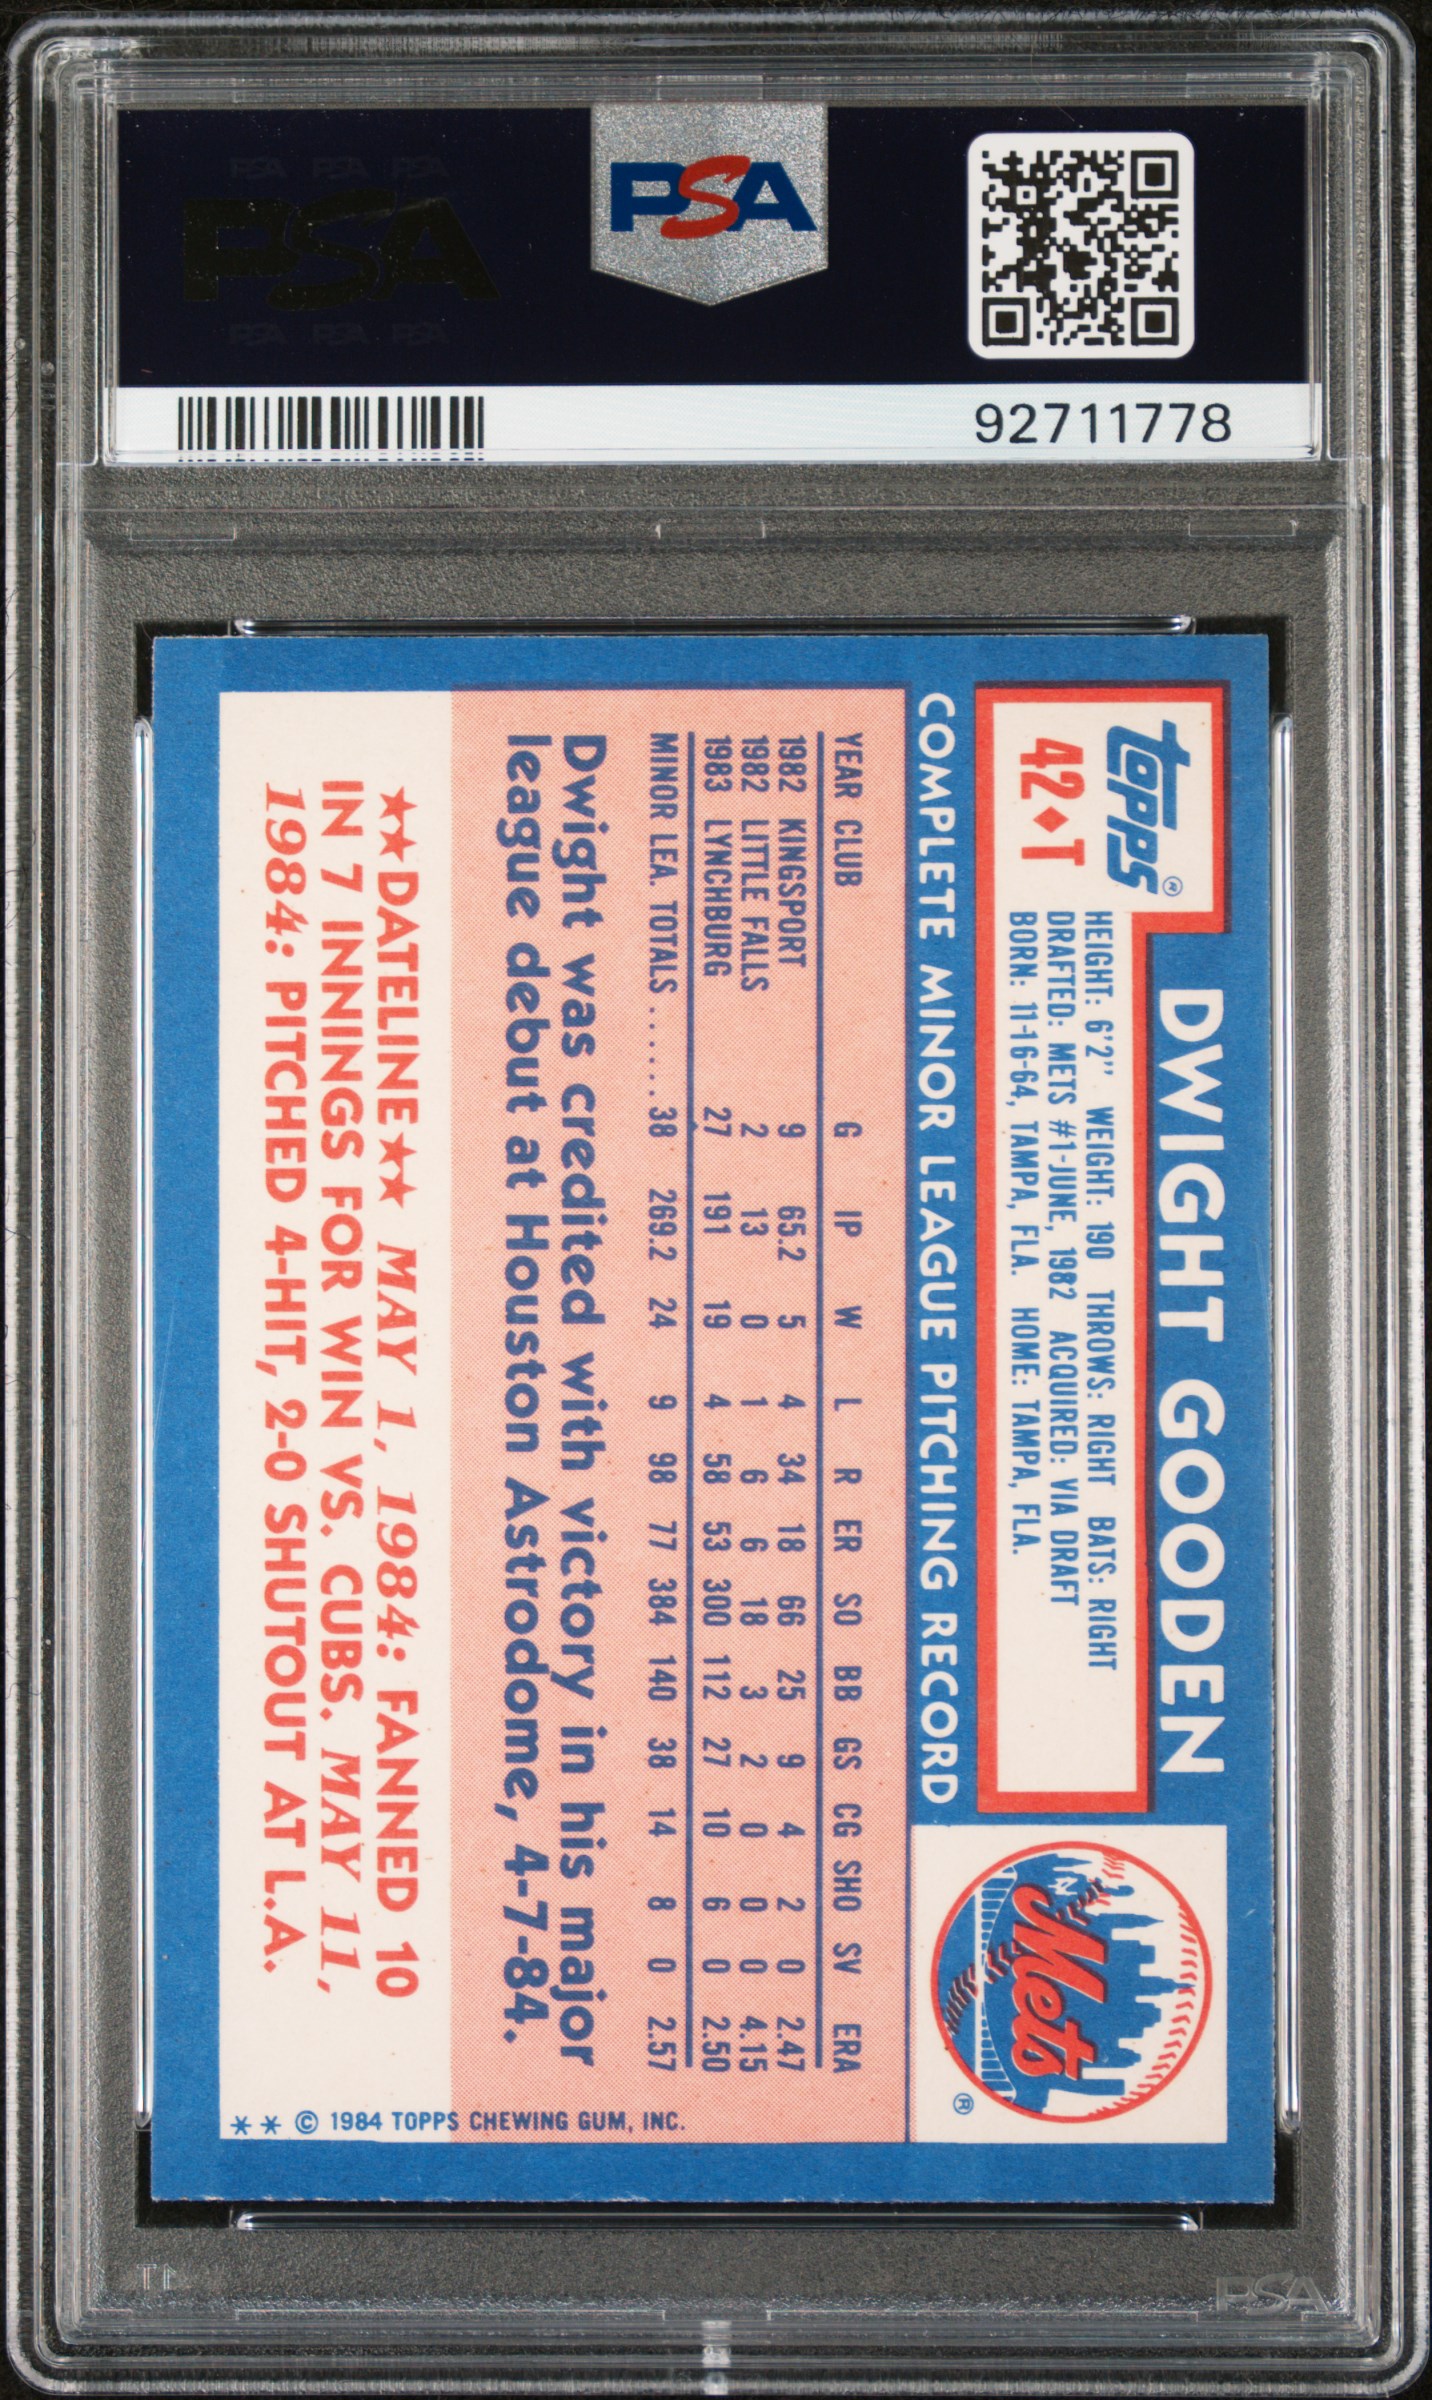 PSA PSA PSA
PSA
PSA PSA PSA
PSA
92711778
topps®
42♦T
DWIGHT GOODEN
HEIGHT: 6'2" WEIGHT: 190 THROWS: RIGHT BATS: RIGHT
DRAFTED: METS #1-JUNE, 1982 ACQUIRED: VIA DRAFT
BORN: 11-16-64, TAMPA, FLA. HOME: TAMPA, FLA.
Mets
®
COMPLETE MINOR LEAGUE PITCHING RECORD
YEAR CLUB G IP W L R ER SO BB GS CG SHO SV ERA
1982 KINGSPORT 9 65.2 5 4 34 18 66 25 9 4 2 0 2.47
1982 LITTLE FALLS 2 13 0 1 6 6 18 3 2 0 0 0 4.15
1983 LYNCHBURG 27 191 19 4 58 53 300 112 27 10 6 0 2.50
MINOR LEA. TOTALS ...... 38 269.2 24 9 98 77 384 140 38 14 8 0 2.57
Dwight was credited with victory in his major
league debut at Houston Astrodome, 4-7-84.
★★DATELINE★★ MAY 1, 1984: FANNED 10
IN 7 INNINGS FOR WIN VS. CUBS. MAY 11,
1984: PITCHED 4-HIT, 2-0 SHUTOUT AT L.A.
** © 1984 TOPPS CHEWING GUM, INC.
PSA